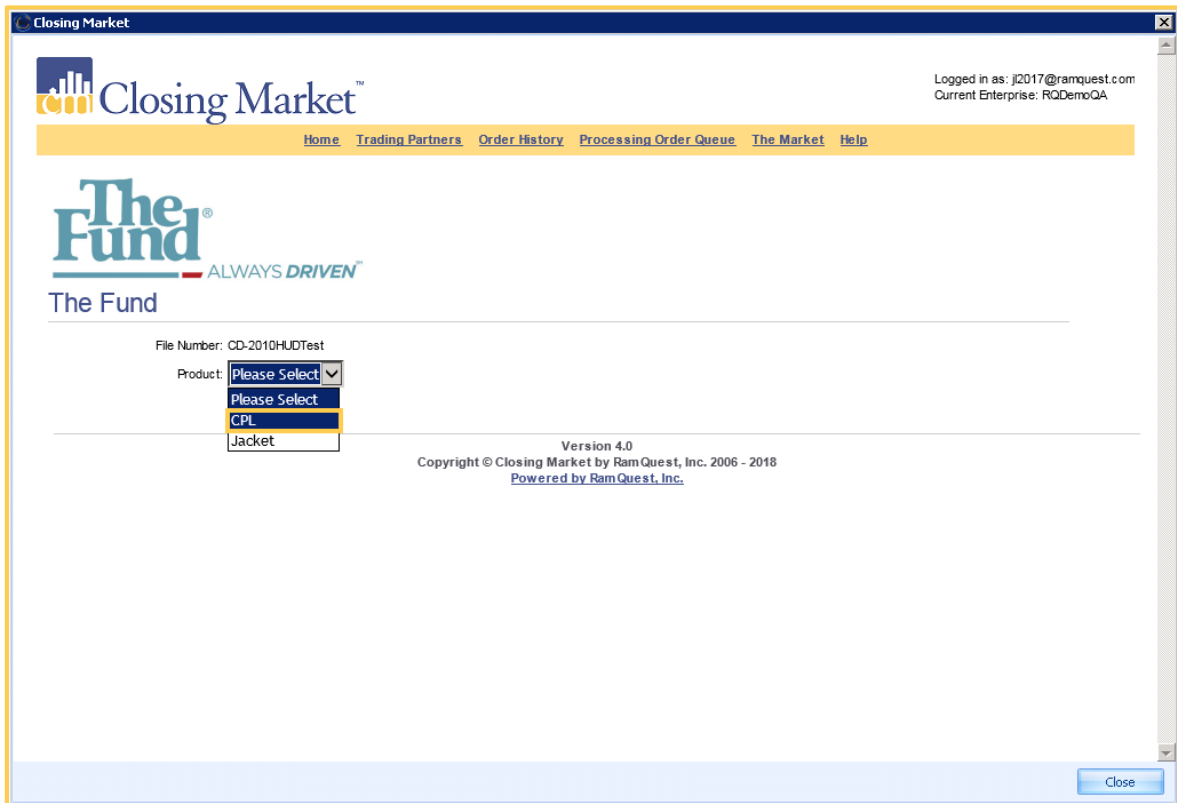 Closing Market
cm Closing Market™
Logged in as: jl2017@ramquest.com
Current Enterprise: RQDemoQA
Home Trading Partners Order History Processing Order Queue The Market Help
The
Fund®
ALWAYS DRIVEN™
The Fund
File Number: CD-2010HUDTest
Product: Please Select
Please Select
CPL
Jacket
Version 4.0
Copyright © Closing Market by RamQuest, Inc. 2006 - 2018
Powered by RamQuest, Inc.
Close